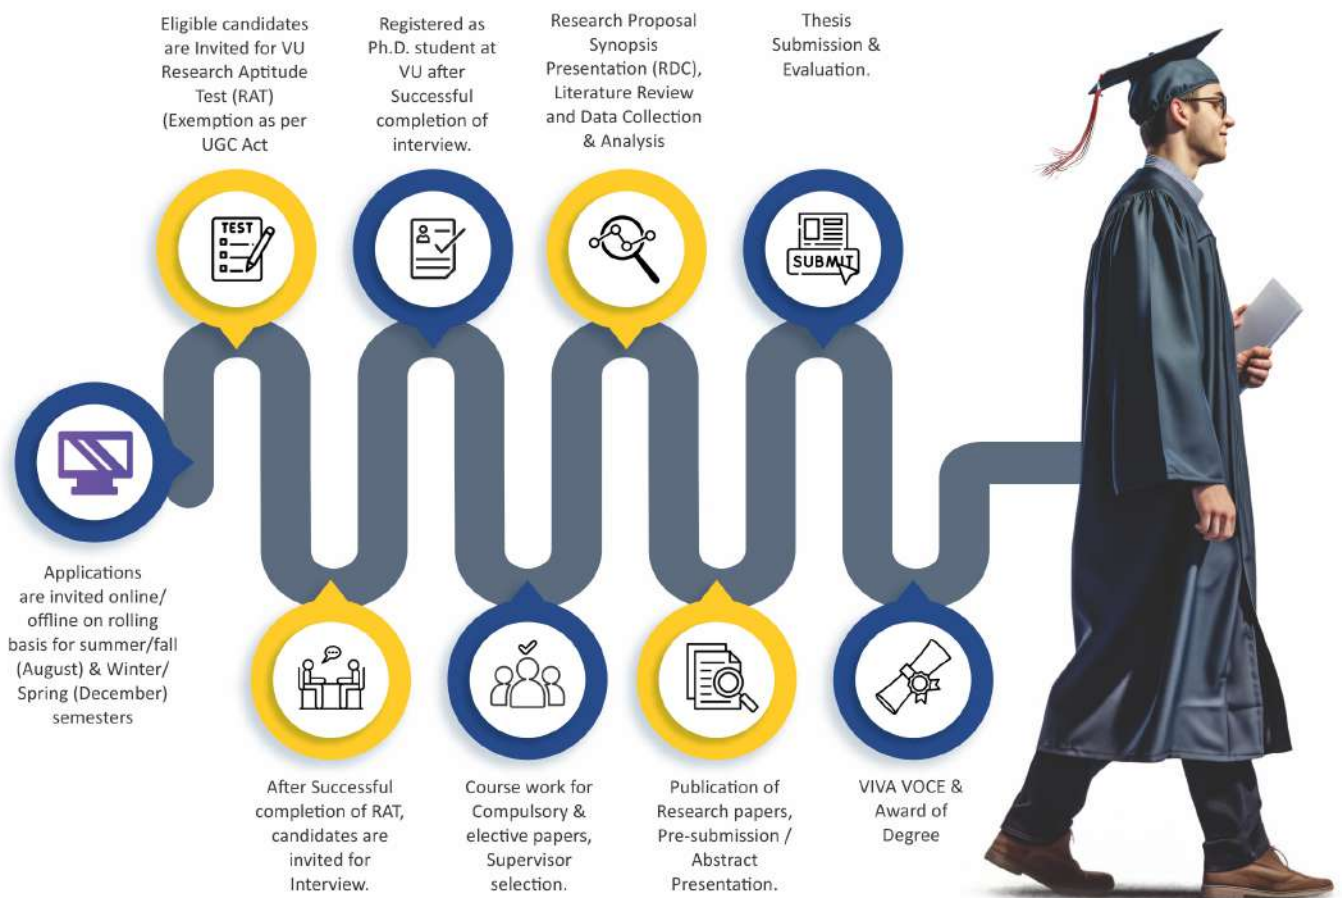 Applications
are invited online/
offline on rolling
basis for summer/fall
(August) & Winter/
Spring (December)
semesters
Eligible candidates
are Invited for VU
Research Aptitude
Test (RAT)
(Exemption as per
UGC Act
TEST
After Successful
completion of RAT,
candidates are
invited for
Interview.
Registered as
Ph.D. student at
VU after
Successful
completion of
interview.
Course work for
Compulsory &
elective papers,
Supervisor
selection.
Research Proposal
Synopsis
Presentation (RDC),
Literature Review
and Data Collection
& Analysis
Publication of
Research papers,
Pre-submission /
Abstract
Presentation.
Thesis
Submission &
Evaluation.
SUBMIT
VIVA VOCE &
Award of
Degree